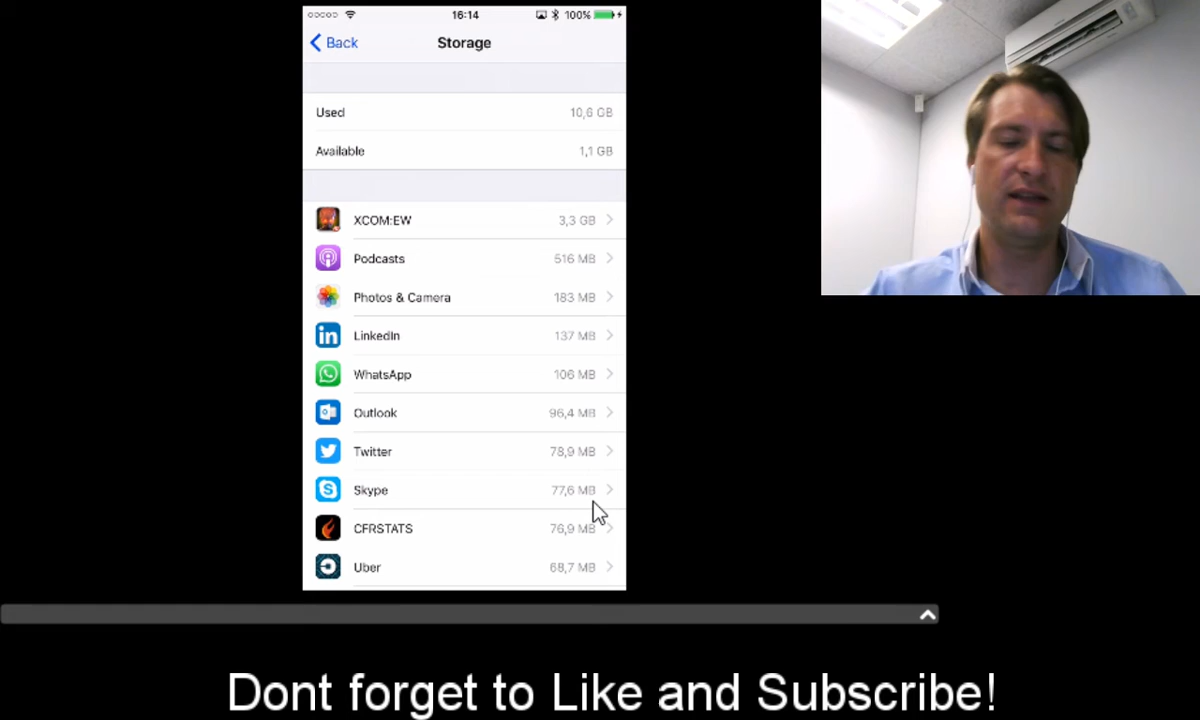 16:14 100%
Back Storage
Used 10,6 GB
Available 1,1 GB
XCOM:EW 3,3 GB
Podcasts 516 MB
Photos & Camera 183 MB
LinkedIn 137 MB
WhatsApp 106 MB
Outlook 96,4 MB
Twitter 78,9 MB
Skype 77,6 MB
CFRSTATS 76,9 MB
Uber 68,7 MB
Dont forget to Like and Subscribe!